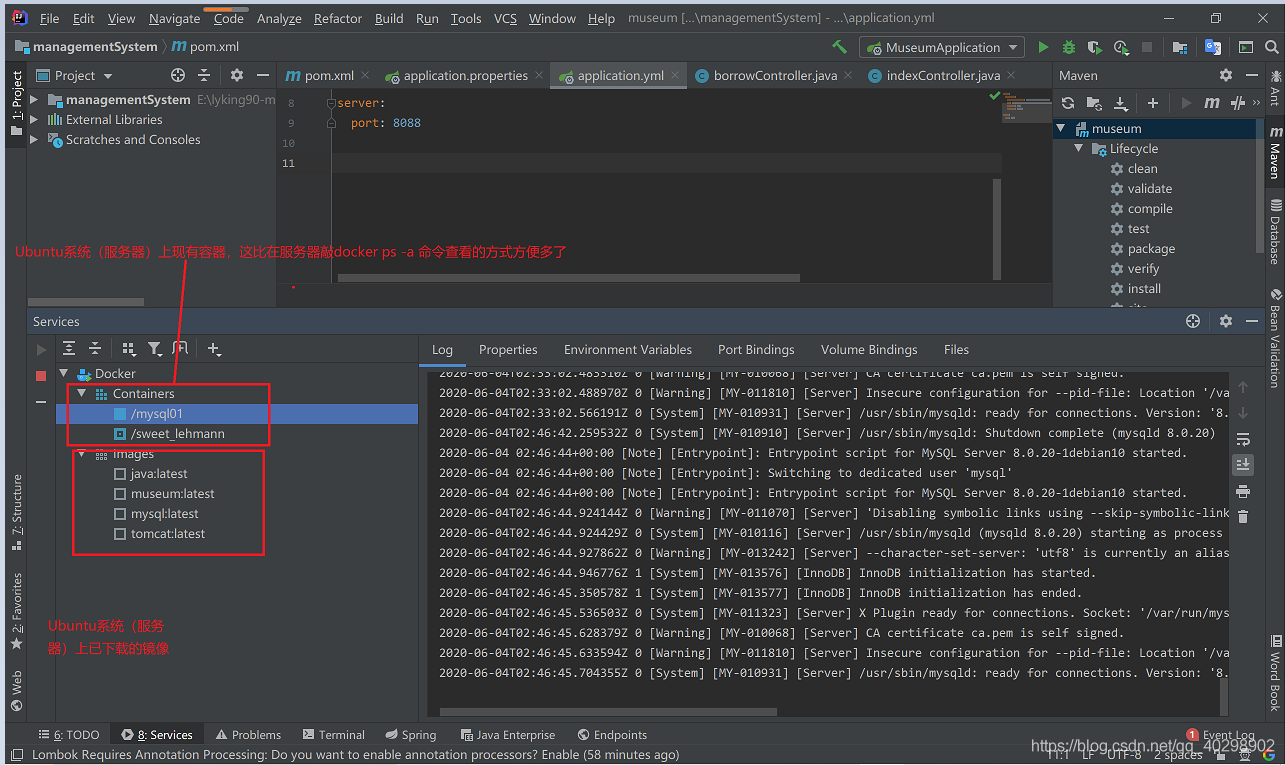 File Edit View Navigate Code Analyze Refactor Build Run Tools VCS Window Help museum [...\managementSystem] - ...\application.yml
managementSystem pom.xml MuseumApplication
1: Project
Project
pom.xml application.properties application.yml borrowController.java indexController.java
Maven
managementSystem E:\lyking90-m
External Libraries
Scratches and Consoles
8 server:
9 port: 8088
10
11
museum
Lifecycle
clean
validate
compile
test
package
verify
install
Ant
Maven
Database
Bean Validation
Word Book
Ubuntu系统（服务器）上现有容器，这比在服务器敲docker ps -a 命令查看的方式方便多了
Services
Docker
Containers
/mysql01
/sweet_lehmann
Images
java:latest
museum:latest
mysql:latest
tomcat:latest
Ubuntu系统（服务
器）上已下载的镜像
7: Structure
2: Favorites
Web
Log Properties Environment Variables Port Bindings Volume Bindings Files
2020-06-04T02:33:02.485510Z 0 [Warning] [MY-010068] [Server] CA certificate ca.pem is self signed.
2020-06-04T02:33:02.488970Z 0 [Warning] [MY-011810] [Server] Insecure configuration for --pid-file: Location '/va
2020-06-04T02:33:02.566191Z 0 [System] [MY-010931] [Server] /usr/sbin/mysqld: ready for connections. Version: '8.
2020-06-04T02:46:42.259532Z 0 [System] [MY-010910] [Server] /usr/sbin/mysqld: Shutdown complete (mysqld 8.0.20)
2020-06-04 02:46:44+00:00 [Note] [Entrypoint]: Entrypoint script for MySQL Server 8.0.20-1debian10 started.
2020-06-04 02:46:44+00:00 [Note] [Entrypoint]: Switching to dedicated user 'mysql'
2020-06-04 02:46:44+00:00 [Note] [Entrypoint]: Entrypoint script for MySQL Server 8.0.20-1debian10 started.
2020-06-04T02:46:44.924144Z 0 [Warning] [MY-011070] [Server] 'Disabling symbolic links using --skip-symbolic-link
2020-06-04T02:46:44.924429Z 0 [System] [MY-010116] [Server] /usr/sbin/mysqld (mysqld 8.0.20) starting as process
2020-06-04T02:46:44.927862Z 0 [Warning] [MY-013242] [Server] --character-set-server: 'utf8' is currently an alias
2020-06-04T02:46:44.946776Z 1 [System] [MY-013576] [InnoDB] InnoDB initialization has started.
2020-06-04T02:46:45.350578Z 1 [System] [MY-013577] [InnoDB] InnoDB initialization has ended.
2020-06-04T02:46:45.536503Z 0 [System] [MY-011323] [Server] X Plugin ready for connections. Socket: '/var/run/mys
2020-06-04T02:46:45.628379Z 0 [Warning] [MY-010068] [Server] CA certificate ca.pem is self signed.
2020-06-04T02:46:45.633594Z 0 [Warning] [MY-011810] [Server] Insecure configuration for --pid-file: Location '/va
2020-06-04T02:46:45.704355Z 0 [System] [MY-010931] [Server] /usr/sbin/mysqld: ready for connections. Version: '8.
6: TODO 8: Services Problems Terminal Spring Java Enterprise Endpoints 1 Event Log
Lombok Requires Annotation Processing: Do you want to enable annotation processors? Enable (58 minutes ago) 11:1 LF UTF-8 2 spaces
https://blog.csdn.net/qq_40298902